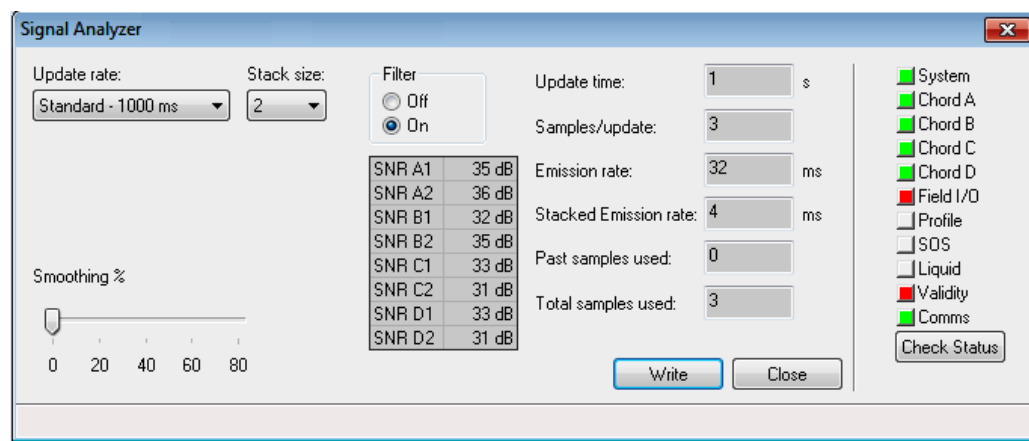 Signal Analyzer
Update rate:
Standard - 1000 ms
Stack size:
2
Filter
Off
On
SNR A1 35 dB
SNR A2 36 dB
SNR B1 32 dB
SNR B2 35 dB
SNR C1 33 dB
SNR C2 31 dB
SNR D1 33 dB
SNR D2 31 dB
Smoothing %
0 20 40 60 80
Update time: 1 s
Samples/update: 3
Emission rate: 32 ms
Stacked Emission rate: 4 ms
Past samples used: 0
Total samples used: 3
Write
Close
System
Chord A
Chord B
Chord C
Chord D
Field I/O
Profile
SOS
Liquid
Validity
Comms
Check Status